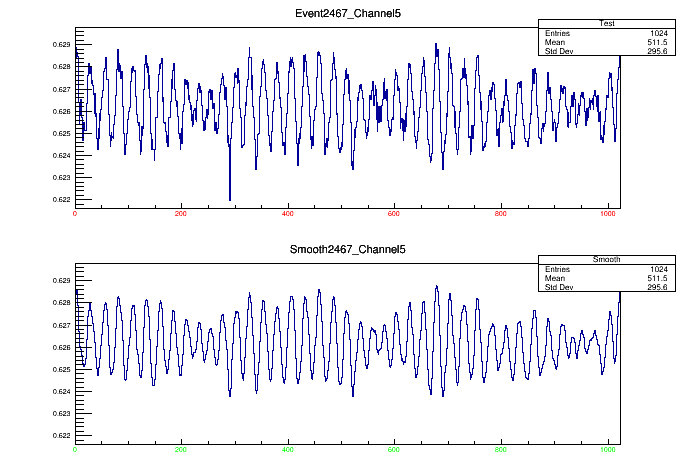 Event2467_Channel5
Test
Entries 1024
Mean 511.5
Std Dev 295.6
0.629
0.628
0.627
0.626
0.625
0.624
0.623
0.622
0 200 400 600 800 1000
Smooth2467_Channel5
Smooth
Entries 1024
Mean 511.5
Std Dev 295.6
0.629
0.628
0.627
0.626
0.625
0.624
0.623
0.622
0 200 400 600 800 1000